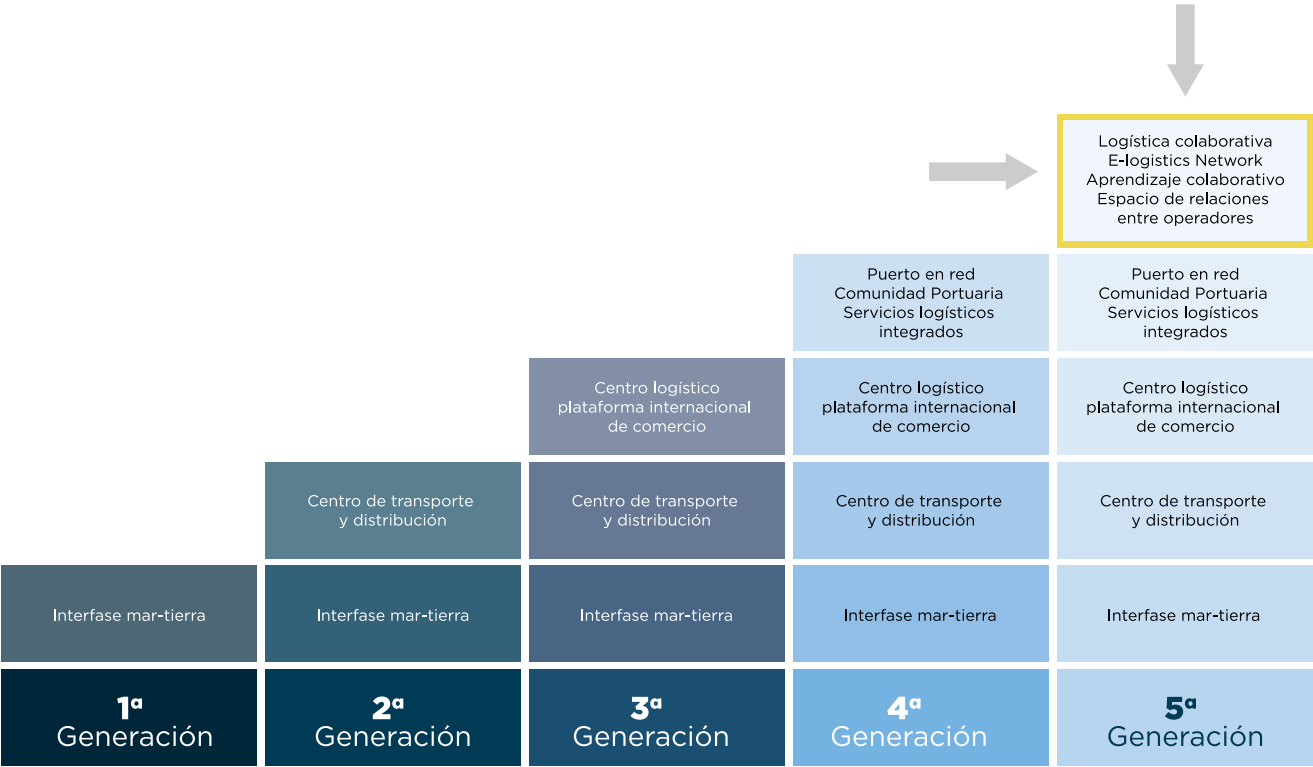 Logística colaborativa
E-logistics Network
Aprendizaje colaborativo
Espacio de relaciones
entre operadores
Puerto en red
Comunidad Portuaria
Servicios logísticos
integrados
Puerto en red
Comunidad Portuaria
Servicios logísticos
integrados
Centro logístico
plataforma internacional
de comercio
Centro logístico
plataforma internacional
de comercio
Centro logístico
plataforma internacional
de comercio
Centro de transporte
y distribución
Centro de transporte
y distribución
Centro de transporte
y distribución
Centro de transporte
y distribución
Interfase mar-tierra
Interfase mar-tierra
Interfase mar-tierra
Interfase mar-tierra
Interfase mar-tierra
1ª
Generación
2ª
Generación
3ª
Generación
4ª
Generación
5ª
Generación